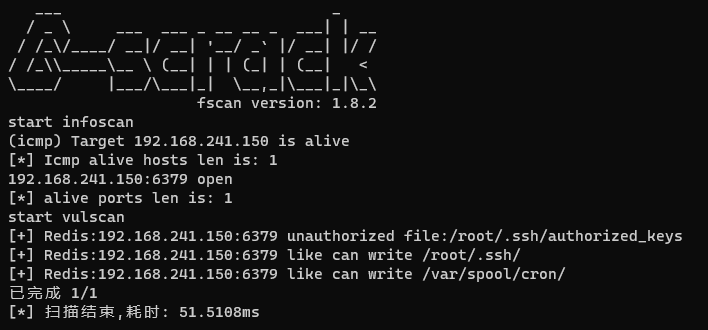 ___                              _
  / _ \     ___  ___ _ __ __ _  ___| | __
 / /_\/____/ __|/ __| '__/ _` |/ __| |/ /
/ /_\\_____\__ \ (__| | | (_| | (__|   <
\____/     |___/\___|_|  \__,_|\___|_|\_\
                     fscan version: 1.8.2
start infoscan
(icmp) Target 192.168.241.150 is alive
[*] Icmp alive hosts len is: 1
192.168.241.150:6379 open
[*] alive ports len is: 1
start vulscan
[+] Redis:192.168.241.150:6379 unauthorized file:/root/.ssh/authorized_keys
[+] Redis:192.168.241.150:6379 like can write /root/.ssh/
[+] Redis:192.168.241.150:6379 like can write /var/spool/cron/
已完成 1/1
[*] 扫描结束,耗时: 51.5108ms